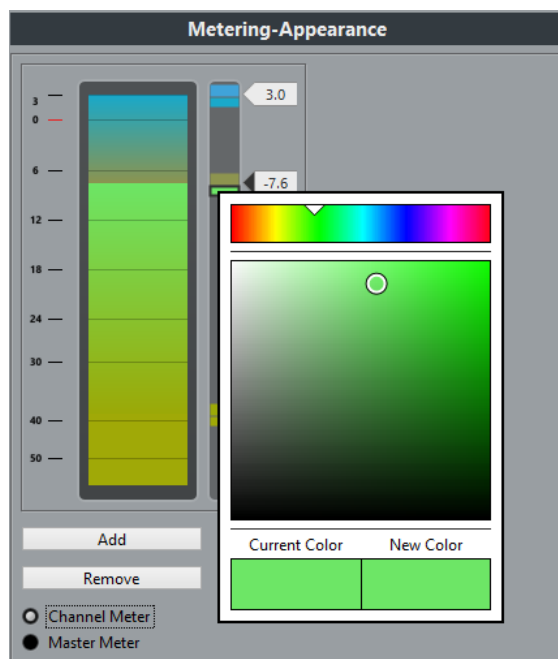 Metering-Appearance
3
3.0
0
6
-7.6
12
18
24
30
40
50
Current Color New Color
Add
Remove
Channel Meter
Master Meter